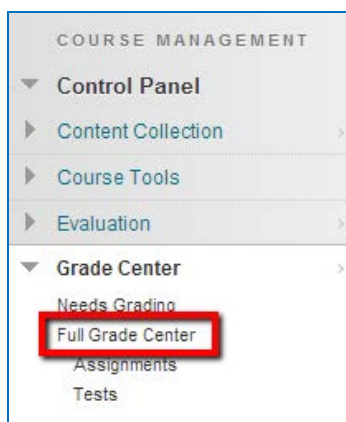 COURSE MANAGEMENT
Control Panel
Content Collection
Course Tools
Evaluation
Grade Center
Needs Grading
Full Grade Center
Assignments
Tests